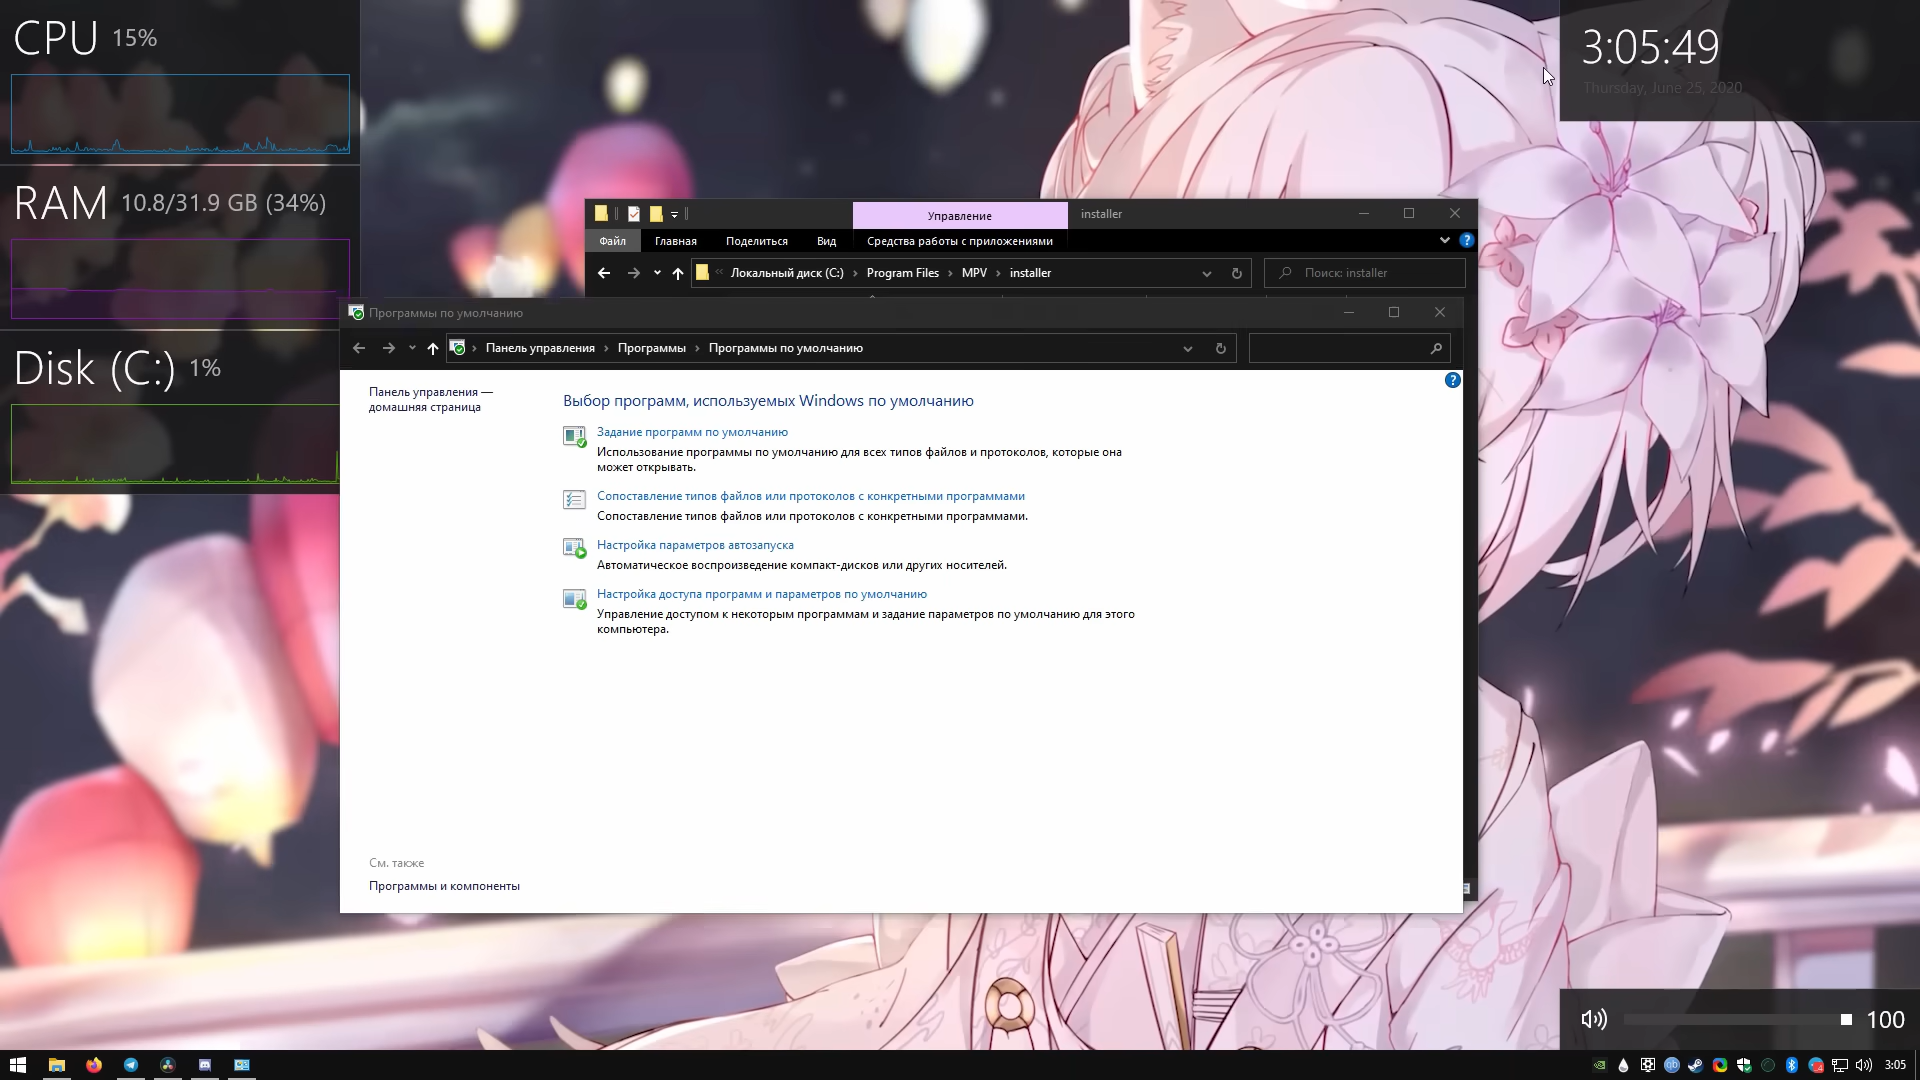 CPU 15%
RAM 10.8/31.9 GB (34%)
Disk (C:) 1%
3:05:49
Thursday, June 25, 2020
Управление
installer
Файл
Главная
Поделиться
Вид
Средства работы с приложениями
Локальный диск (C:) › Program Files › MPV › installer
Поиск: installer
Программы по умолчанию
Панель управления › Программы › Программы по умолчанию
Панель управления —
домашняя страница
Выбор программ, используемых Windows по умолчанию
Задание программ по умолчанию
Использование программы по умолчанию для всех типов файлов и протоколов, которые она
может открывать.
Сопоставление типов файлов или протоколов с конкретными программами
Сопоставление типов файлов или протоколов с конкретными программами.
Настройка параметров автозапуска
Автоматическое воспроизведение компакт-дисков или других носителей.
Настройка доступа программ и параметров по умолчанию
Управление доступом к некоторым программам и задание параметров по умолчанию для этого
компьютера.
См. также
Программы и компоненты
100
3:05